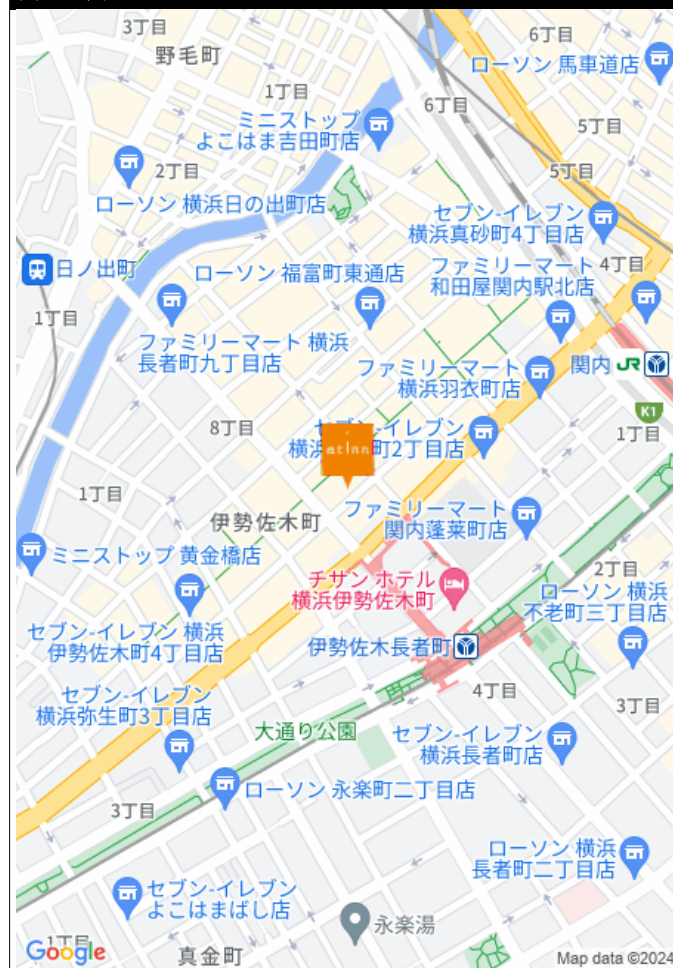 3丁目
野毛町
6丁目
ローソン 馬車道店
1丁目
6丁目
ミニストップ
よこはま吉田町店
5丁目
2丁目
5丁目
ローソン 横浜日の出町店
セブン-イレブン
横浜真砂町4丁目店
日ノ出町
ローソン 福富町東通店
ファミリーマート
和田屋関内駅北店
4丁目
1丁目
ファミリーマート 横浜
長者町九丁目店
ファミリーマート
横浜羽衣町店
関内 JR
K1
8丁目
セブン-イレブン
横浜
町2丁目店
at inn
1丁目
1丁目
伊勢佐木町
ファミリーマート
関内蓬莱町店
ミニストップ 黄金橋店
チサン ホテル
横浜伊勢佐木町
2丁目
ローソン 横浜
不老町三丁目店
セブン-イレブン 横浜
伊勢佐木町4丁目店
伊勢佐木長者町
セブン-イレブン
横浜弥生町3丁目店
4丁目
3丁目
大通り公園
セブン-イレブン
横浜長者町店
ローソン 永楽町二丁目店
3丁目
ローソン 横浜
長者町二丁目店
セブン-イレブン
よこはまばし店
永楽湯
1丁目
Google
真金町
Map data ©2024